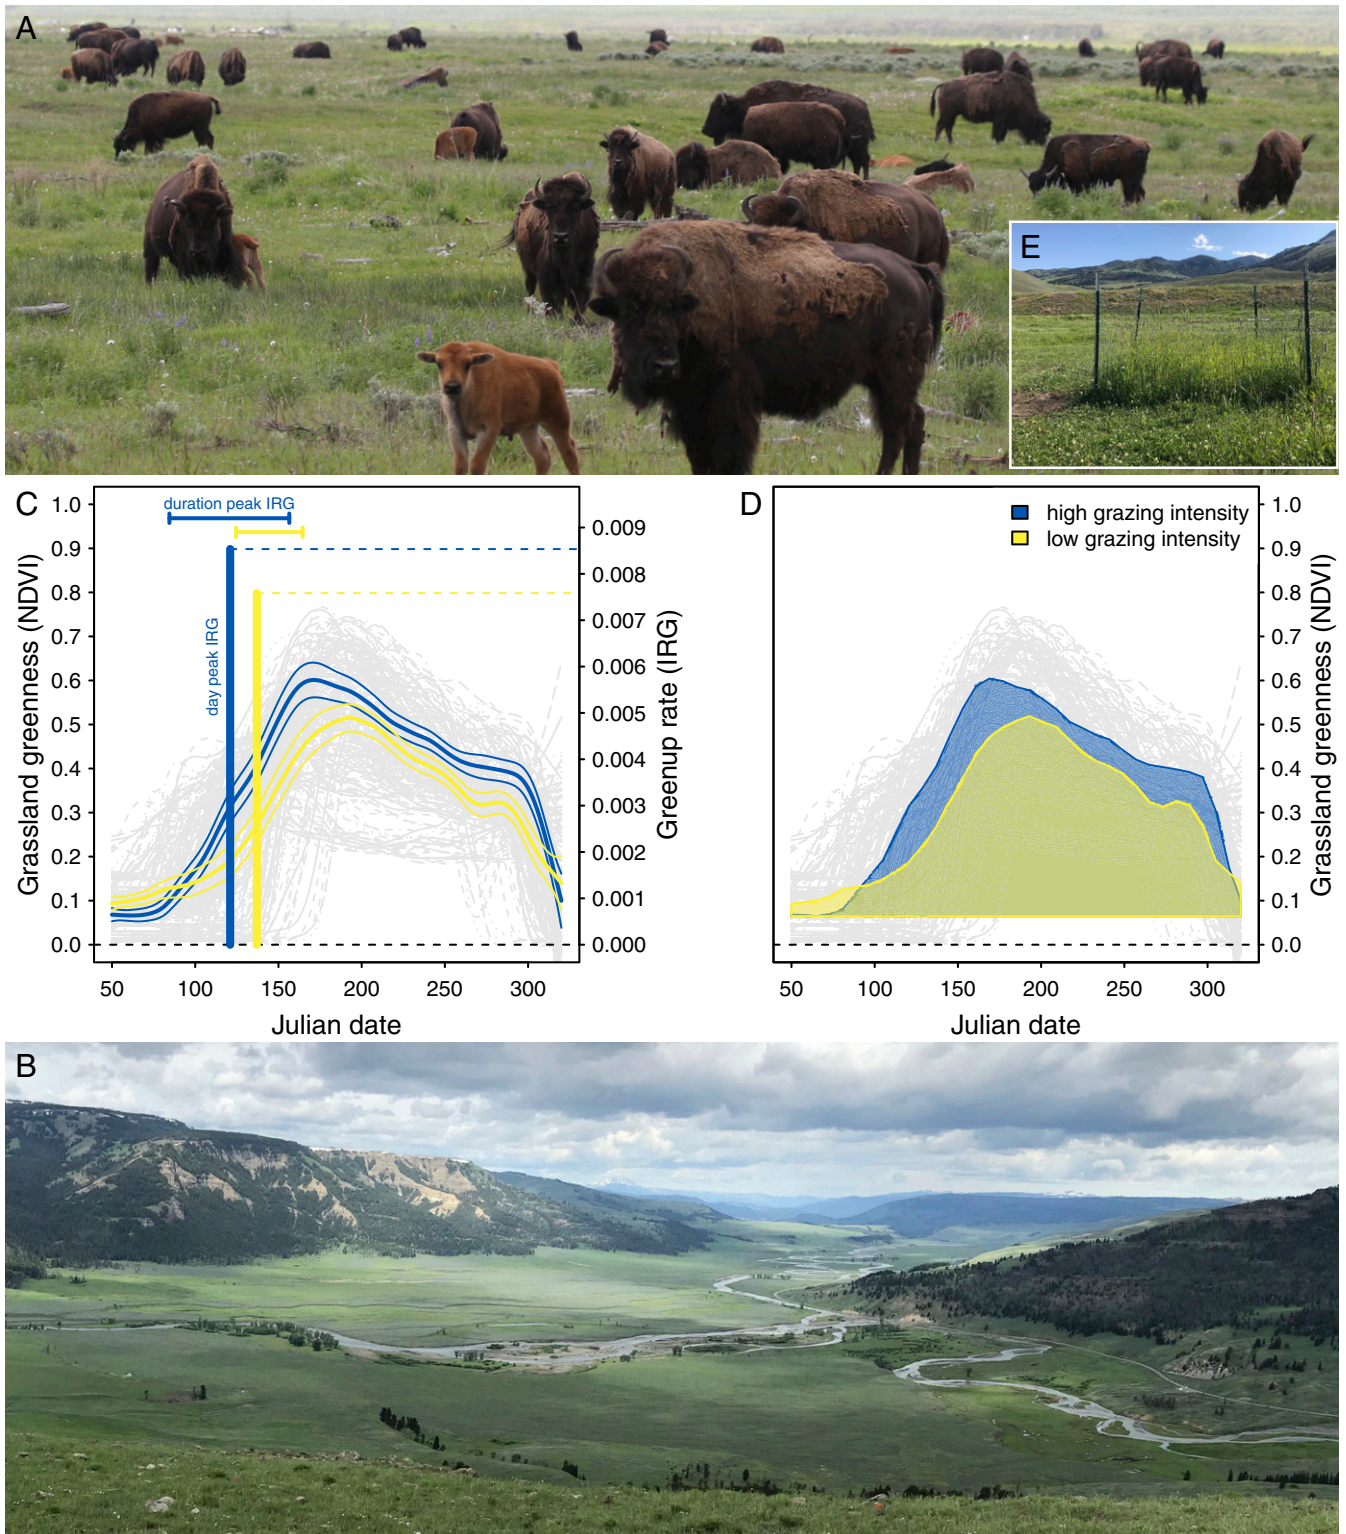 A
E
C
duration peak IRG
day peak IRG
1.0
0.9
0.8
0.7
0.6
0.5
0.4
0.3
0.2
0.1
0.0
Grassland greenness (NDVI)
0.009
0.008
0.007
0.006
0.005
0.004
0.003
0.002
0.001
0.000
Greenup rate (IRG)
50 100 150 200 250 300
Julian date
D
high grazing intensity
low grazing intensity
1.0
0.9
0.8
0.7
0.6
0.5
0.4
0.3
0.2
0.1
0.0
Grassland greenness (NDVI)
50 100 150 200 250 300
Julian date
B